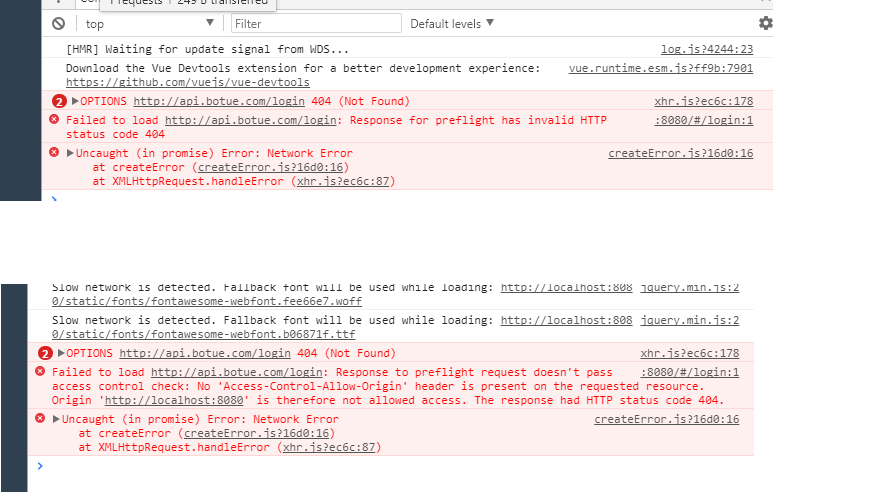 1 requests | 249 B transferred
top
Filter
Default levels
[HMR] Waiting for update signal from WDS... log.js?4244:23
Download the Vue Devtools extension for a better development experience: vue.runtime.esm.js?ff9b:7901
https://github.com/vuejs/vue-devtools
2 ▶OPTIONS http://api.botue.com/login 404 (Not Found) xhr.js?ec6c:178
Failed to load http://api.botue.com/login: Response for preflight has invalid HTTP :8080/#/login:1
status code 404
▶Uncaught (in promise) Error: Network Error createError.js?16d0:16
at createError (createError.js?16d0:16)
at XMLHttpRequest.handleError (xhr.js?ec6c:87)
Slow network is detected. Fallback font will be used while loading: http://localhost:808 jquery.min.js:2
0/static/fonts/fontawesome-webfont.fee66e7.woff
Slow network is detected. Fallback font will be used while loading: http://localhost:808 jquery.min.js:2
0/static/fonts/fontawesome-webfont.b06871f.ttf
2 ▶OPTIONS http://api.botue.com/login 404 (Not Found) xhr.js?ec6c:178
Failed to load http://api.botue.com/login: Response to preflight request doesn't pass :8080/#/login:1
access control check: No 'Access-Control-Allow-Origin' header is present on the requested resource.
Origin 'http://localhost:8080' is therefore not allowed access. The response had HTTP status code 404.
▶Uncaught (in promise) Error: Network Error createError.js?16d0:16
at createError (createError.js?16d0:16)
at XMLHttpRequest.handleError (xhr.js?ec6c:87)